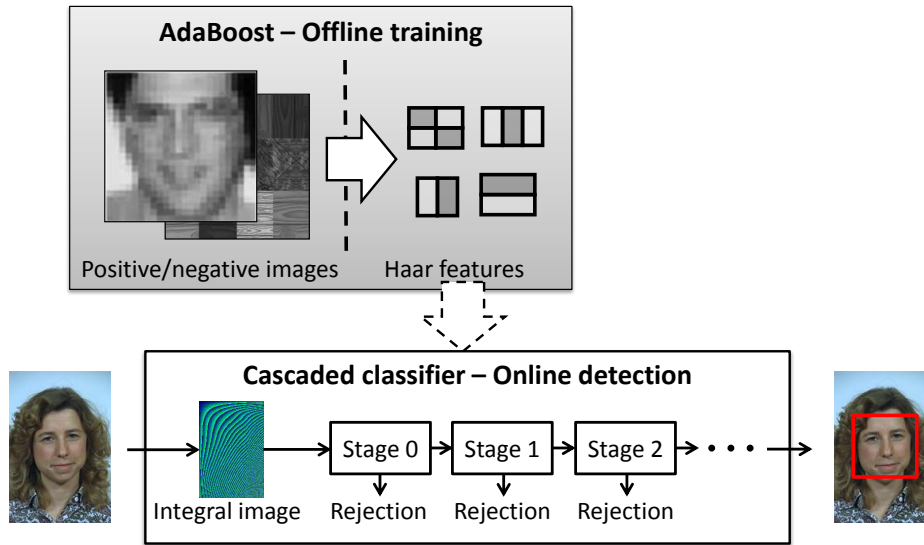 AdaBoost – Offline training
Positive/negative images
Haar features
Cascaded classifier – Online detection
Stage 0
Stage 1
Stage 2
Integral image
Rejection
Rejection
Rejection